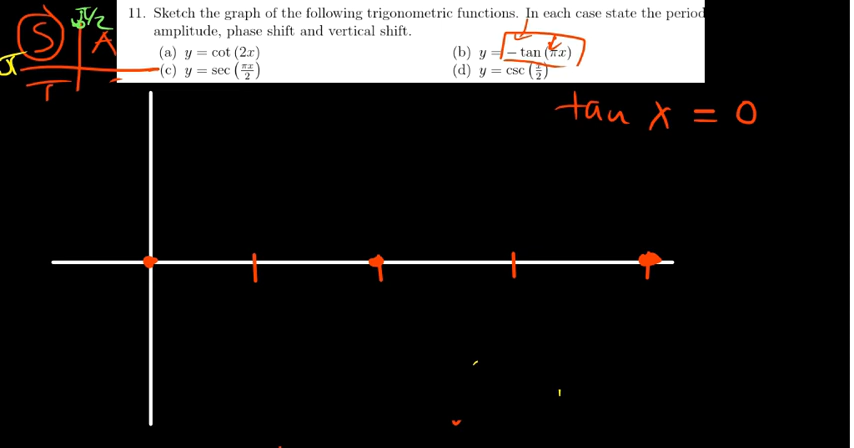 11. Sketch the graph of the following trigonometric functions. In each case state the period
amplitude, phase shift and vertical shift.
(a) y = cot (2x)
(b) y = − tan (πx)
(c) y = sec (πx/2)
(d) y = csc (x/2)
π/2
S A
π
T
tan x = 0